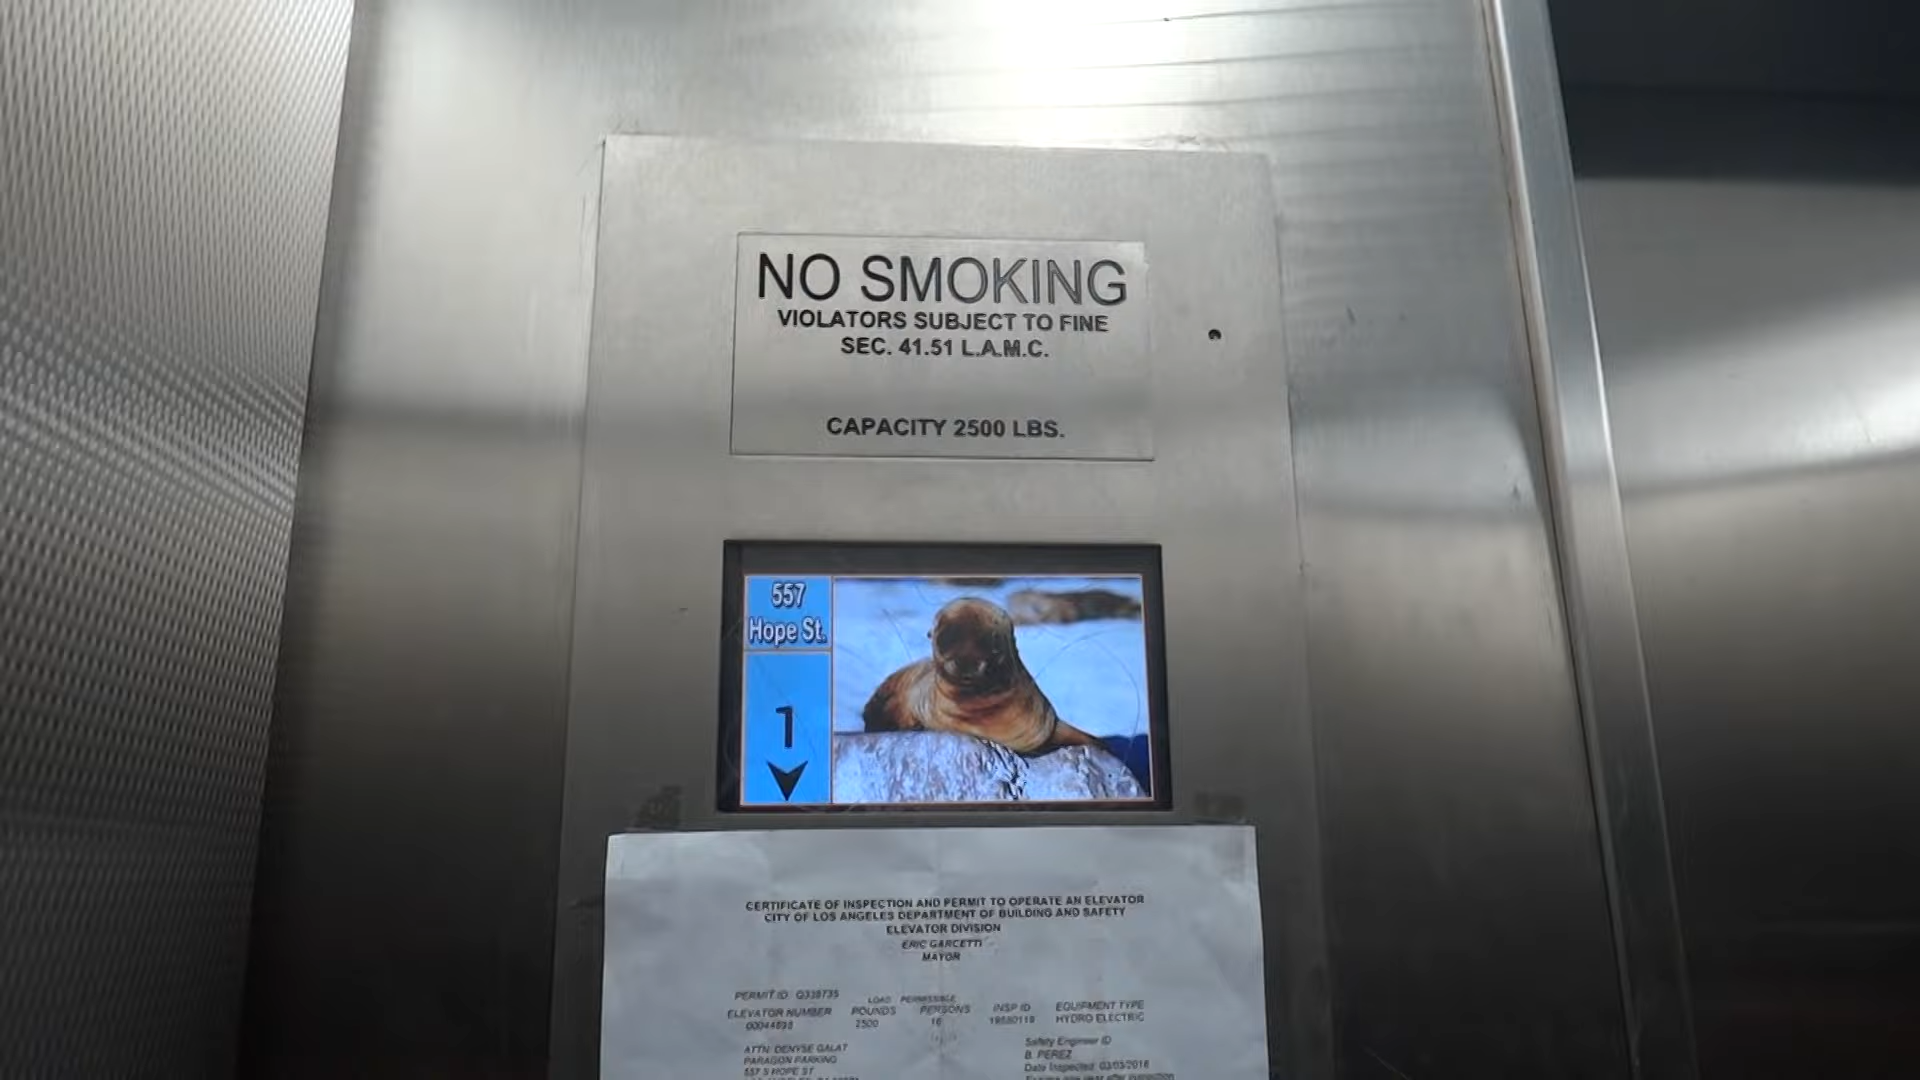 NO SMOKING
VIOLATORS SUBJECT TO FINE
SEC. 41.51 L.A.M.C.
CAPACITY 2500 LBS.
557
Hope St.
1
CERTIFICATE OF INSPECTION AND PERMIT TO OPERATE AN ELEVATOR
CITY OF LOS ANGELES DEPARTMENT OF BUILDING AND SAFETY
ELEVATOR DIVISION
ERIC GARCETTI
MAYOR
PERMIT ID Q338735
LOAD PERMISSIBLE
ELEVATOR NUMBER POUNDS PERSONS INSP ID EQUIPMENT TYPE
2500 16 HYDRO ELECTRIC
ATTN: DENYSE GALAT
PARAGON PARKING
557 S HOPE ST
Safety Engineer ID
B. PEREZ
Date Inspected